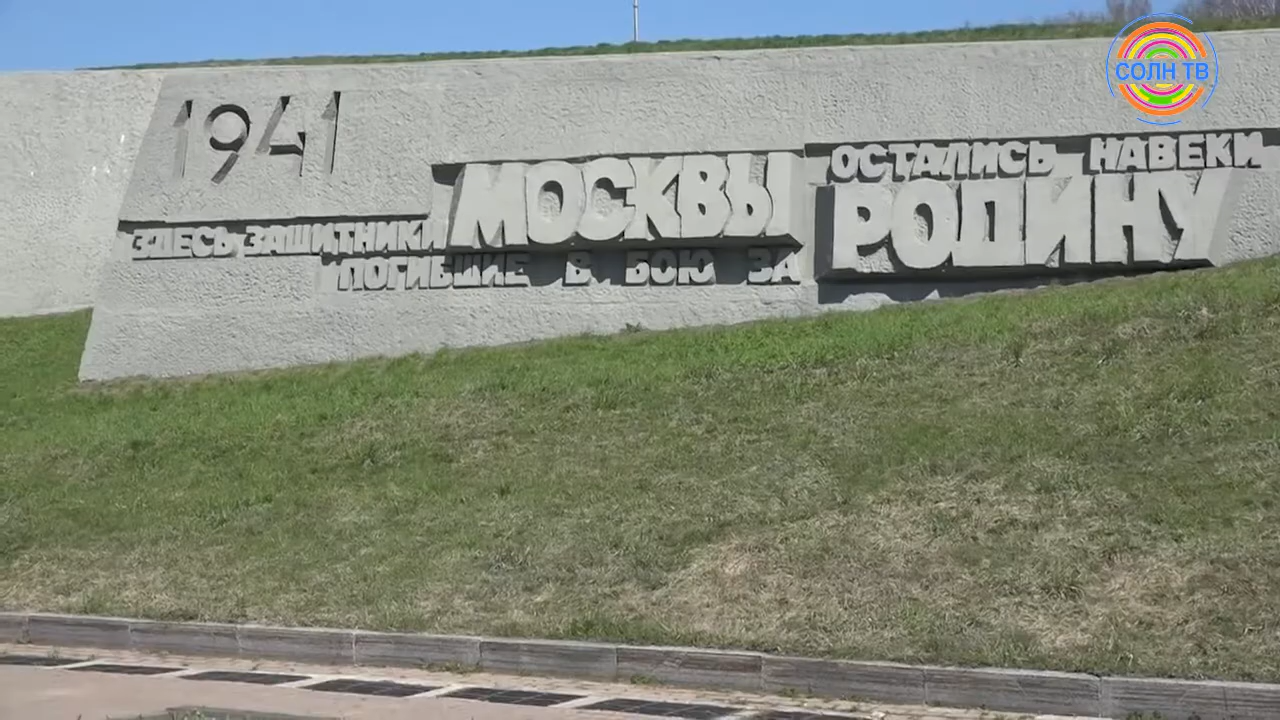 СОЛН ТВ
1941
ЗДЕСЬ ЗАЩИТНИКИ МОСКВЫ
ПОГИБШИЕ В БОЮ ЗА РОДИНУ
ОСТАЛИСЬ НАВЕКИ